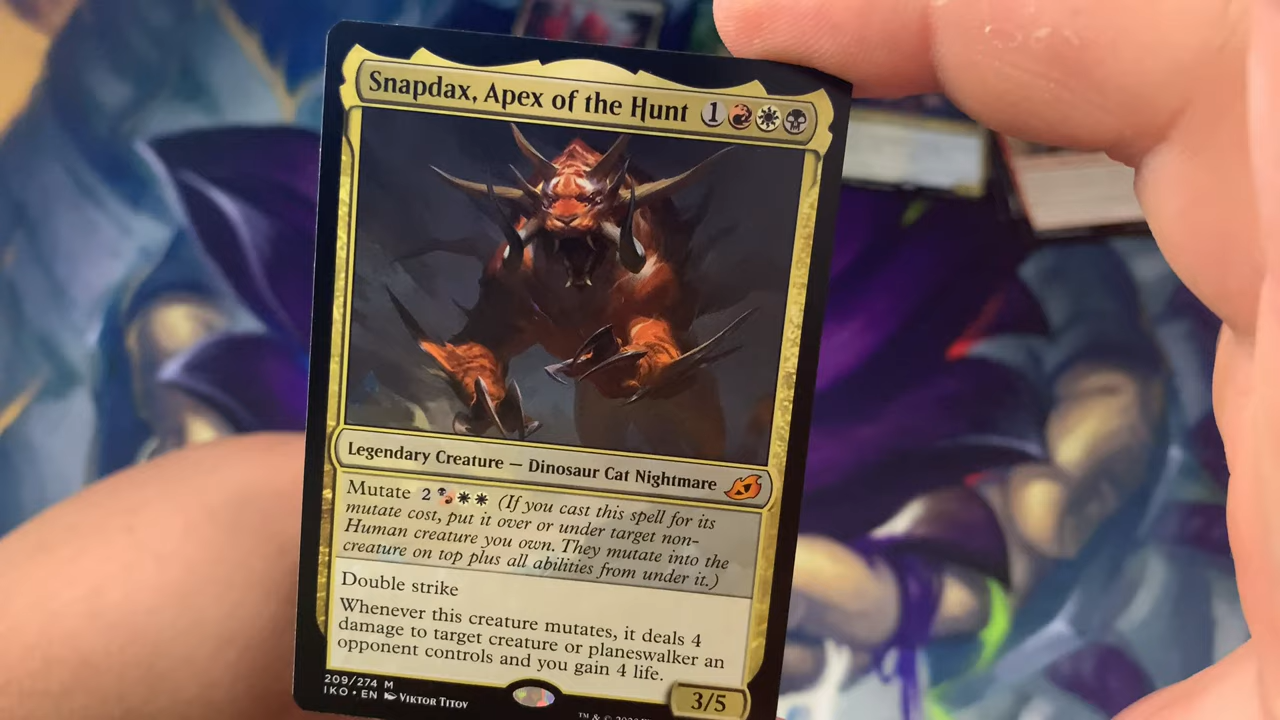 Snapdax, Apex of the Hunt 1
Legendary Creature — Dinosaur Cat Nightmare
Mutate 2 (If you cast this spell for its
mutate cost, put it over or under target non-
Human creature you own. They mutate into the
creature on top plus all abilities from under it.)
Double strike
Whenever this creature mutates, it deals 4
damage to target creature or planeswalker an
opponent controls and you gain 4 life.
209/274 M
IKO • EN Viktor Titov
3/5
™ & ©